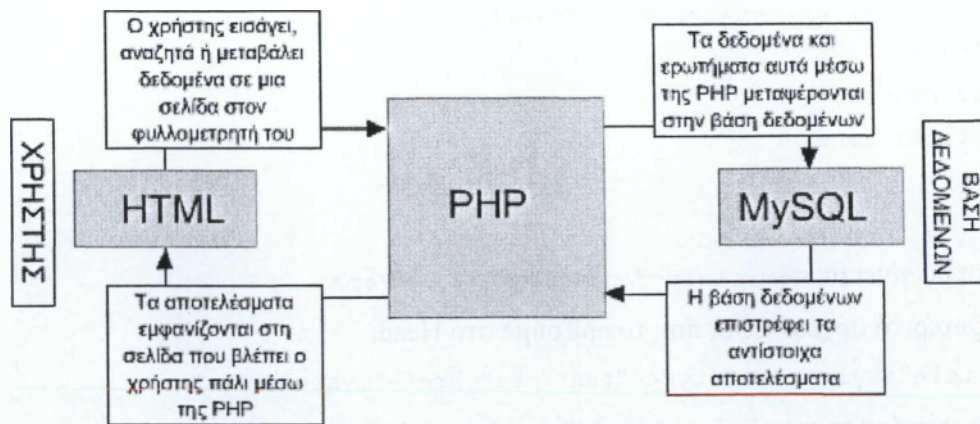 Ο χρήστης εισάγει,
αναζητά ή μεταβάλει
δεδομένα σε μια
σελίδα στον
φυλλομετρητή του
Τα δεδομένα και
ερωτήματα αυτά μέσω
της PHP μεταφέρονται
στην βάση δεδομένων
ΧΡΗΣΤΗΣ
HTML
PHP
MySQL
ΒΑΣΗ
ΔΕΔΟΜΕΝΩΝ
Τα αποτελέσματα
εμφανίζονται στη
σελίδα που βλέπει ο
χρήστης πάλι μέσω
της PHP
Η βάση δεδομένων
επιστρέφει τα
αντίστοιχα
αποτελέσματα